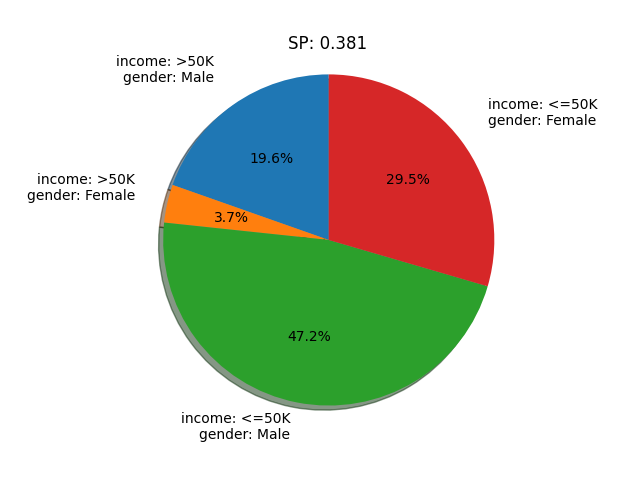 SP: 0.381
income: >50K
gender: Male
income: <=50K
gender: Female
19.6%
29.5%
income: >50K
gender: Female
3.7%
47.2%
income: <=50K
gender: Male